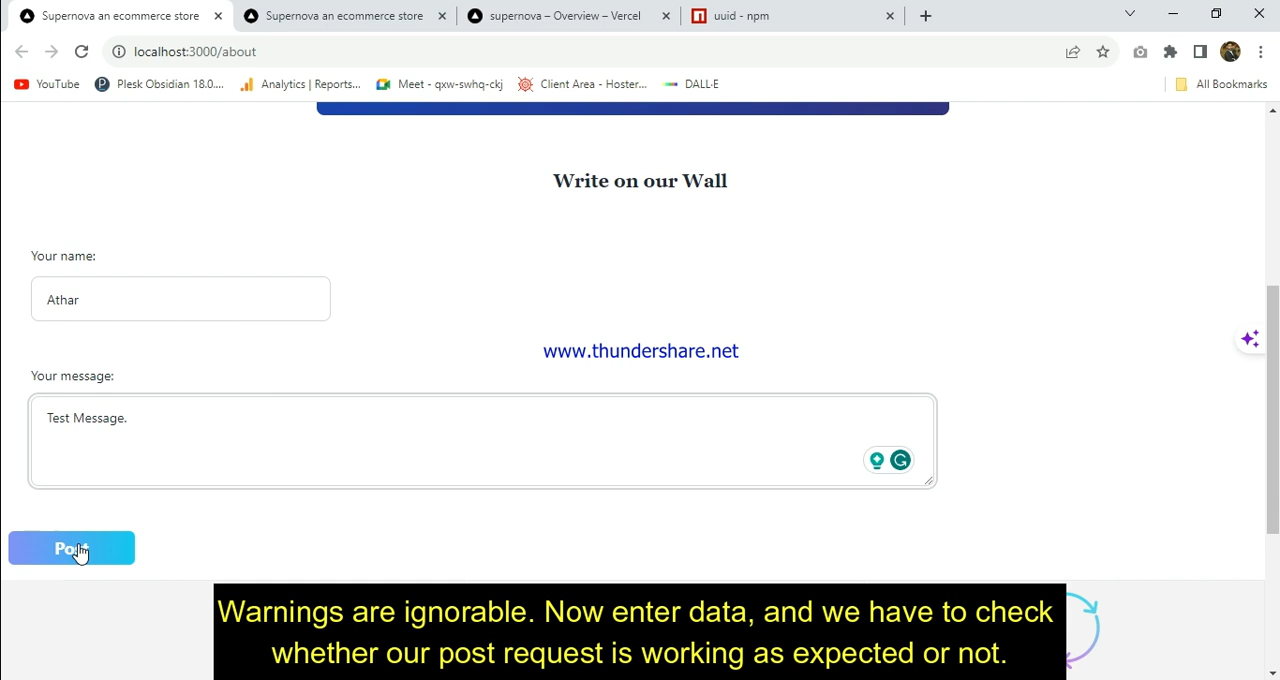 Supernova an ecommerce store
Supernova an ecommerce store
supernova – Overview – Vercel
uuid - npm
localhost:3000/about
YouTube
Plesk Obsidian 18.0....
Analytics | Reports...
Meet - qxw-swhq-ckj
Client Area - Hoster...
DALL·E
All Bookmarks
Write on our Wall
Your name:
Athar
www.thundershare.net
Your message:
Test Message.
Post
Warnings are ignorable. Now enter data, and we have to check
whether our post request is working as expected or not.